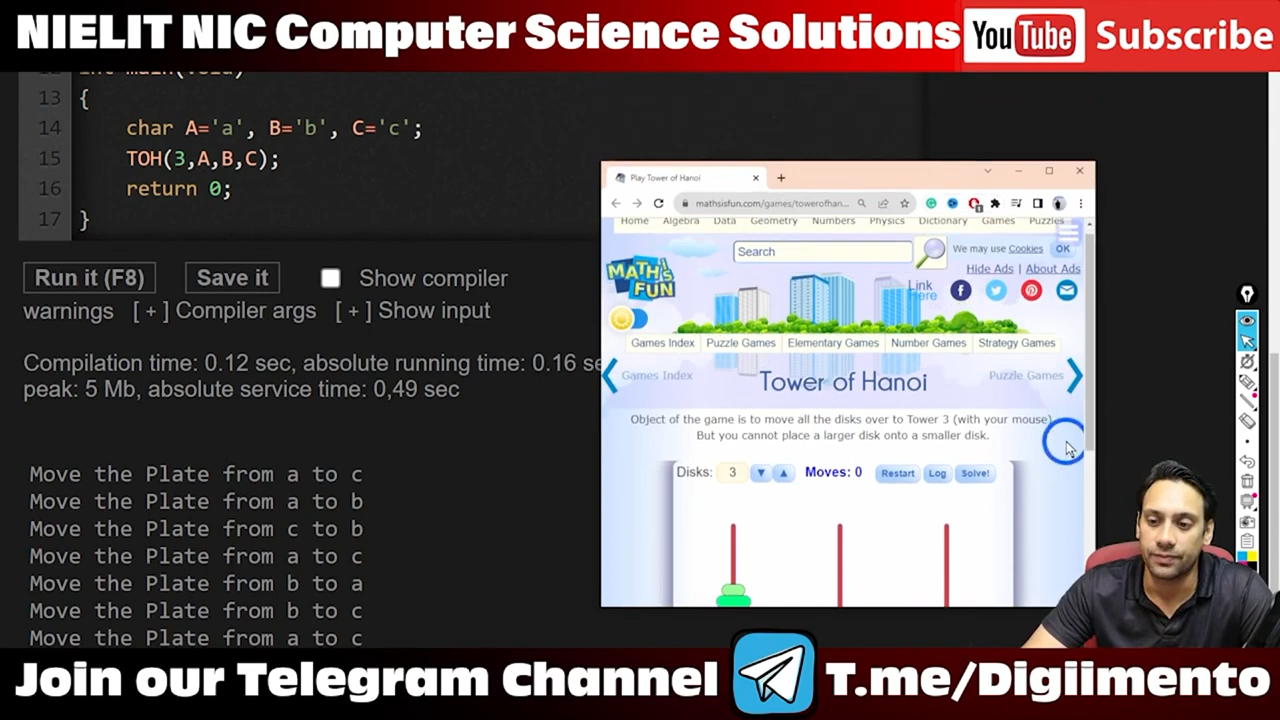 NIELIT NIC Computer Science Solutions
YouTube Subscribe
13 {
14 char A='a', B='b', C='c';
15 TOH(3,A,B,C);
16 return 0;
17 }
Run it (F8) Save it Show compiler
warnings [ + ] Compiler args [ + ] Show input
Compilation time: 0.12 sec, absolute running time: 0.16 se
peak: 5 Mb, absolute service time: 0,49 sec
Move the Plate from a to c
Move the Plate from a to b
Move the Plate from c to b
Move the Plate from a to c
Move the Plate from b to a
Move the Plate from b to c
Move the Plate from a to c
Play Tower of Hanoi
mathsisfun.com/games/towerofhan...
Home Algebra Data Geometry Numbers Physics Dictionary Games Puzzles
Search
We may use Cookies OK
Hide Ads | About Ads
MATH'S FUN
Link
Here
Games Index Puzzle Games Elementary Games Number Games Strategy Games
Games Index Tower of Hanoi Puzzle Games
Object of the game is to move all the disks over to Tower 3 (with your mouse).
But you cannot place a larger disk onto a smaller disk.
Disks: 3 Moves: 0 Restart Log Solve!
Join our Telegram Channel T.me/Digiimento